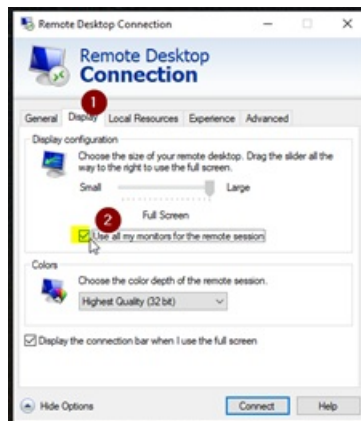 Remote Desktop Connection
Remote Desktop
Connection
1
General Display Local Resources Experience Advanced
Display configuration
Choose the size of your remote desktop. Drag the slider all the
way to the right to use the full screen.
Small Large
Full Screen
2
Use all my monitors for the remote session
Colors
Choose the color depth of the remote session.
Highest Quality (32 bit)
Display the connection bar when I use the full screen
Hide Options Connect Help